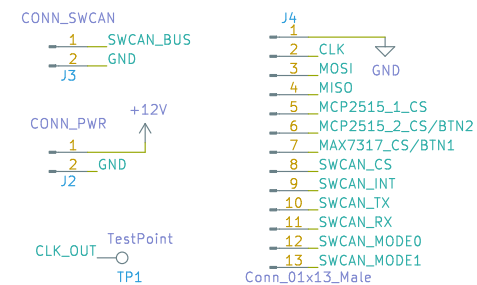 CONN_SWCAN
1 SWCAN_BUS
2 GND
J3
CONN_PWR
+12V
1
2 GND
J2
CLK_OUT
TestPoint
TP1
J4
1
GND
2 CLK
3 MOSI
4 MISO
5 MCP2515_1_CS
6 MCP2515_2_CS/BTN2
7 MAX7317_CS/BTN1
8 SWCAN_CS
9 SWCAN_INT
10 SWCAN_TX
11 SWCAN_RX
12 SWCAN_MODE0
13 SWCAN_MODE1
Conn_01x13_Male